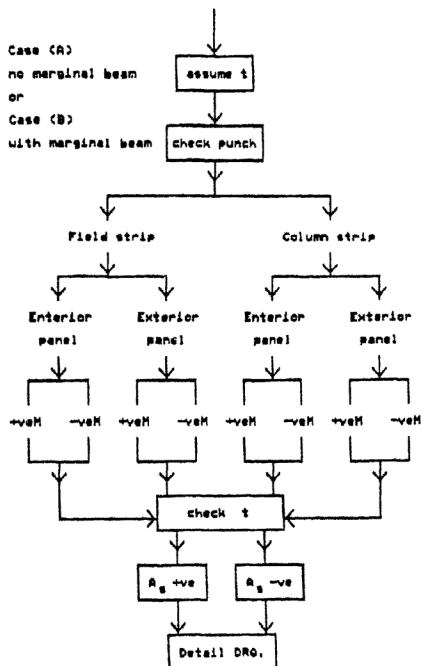 Case (A)
no marginal beam
or
Case (B)
with marginal beam
assume t
check punch
Field strip
Column strip
Enterior panel
Exterior panel
Enterior panel
Exterior panel
+veM
-veM
+veM
-veM
+veM
-veM
+veM
-veM
check t
As +ve
As -ve
Detail DRG.